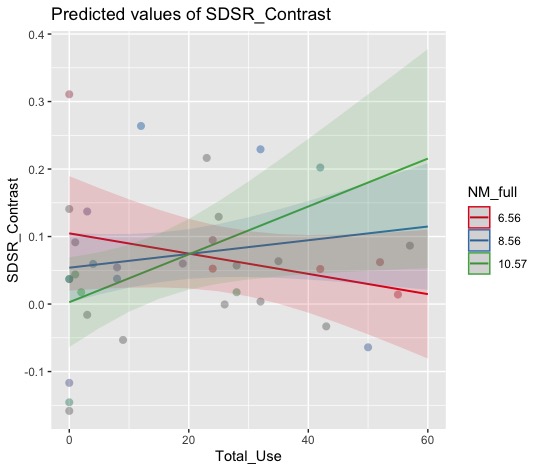 Predicted values of SDSR_Contrast
0.4
0.3
0.2
0.1
0.0
-0.1
SDSR_Contrast
0 20 40 60
Total_Use
NM_full
6.56
8.56
10.57